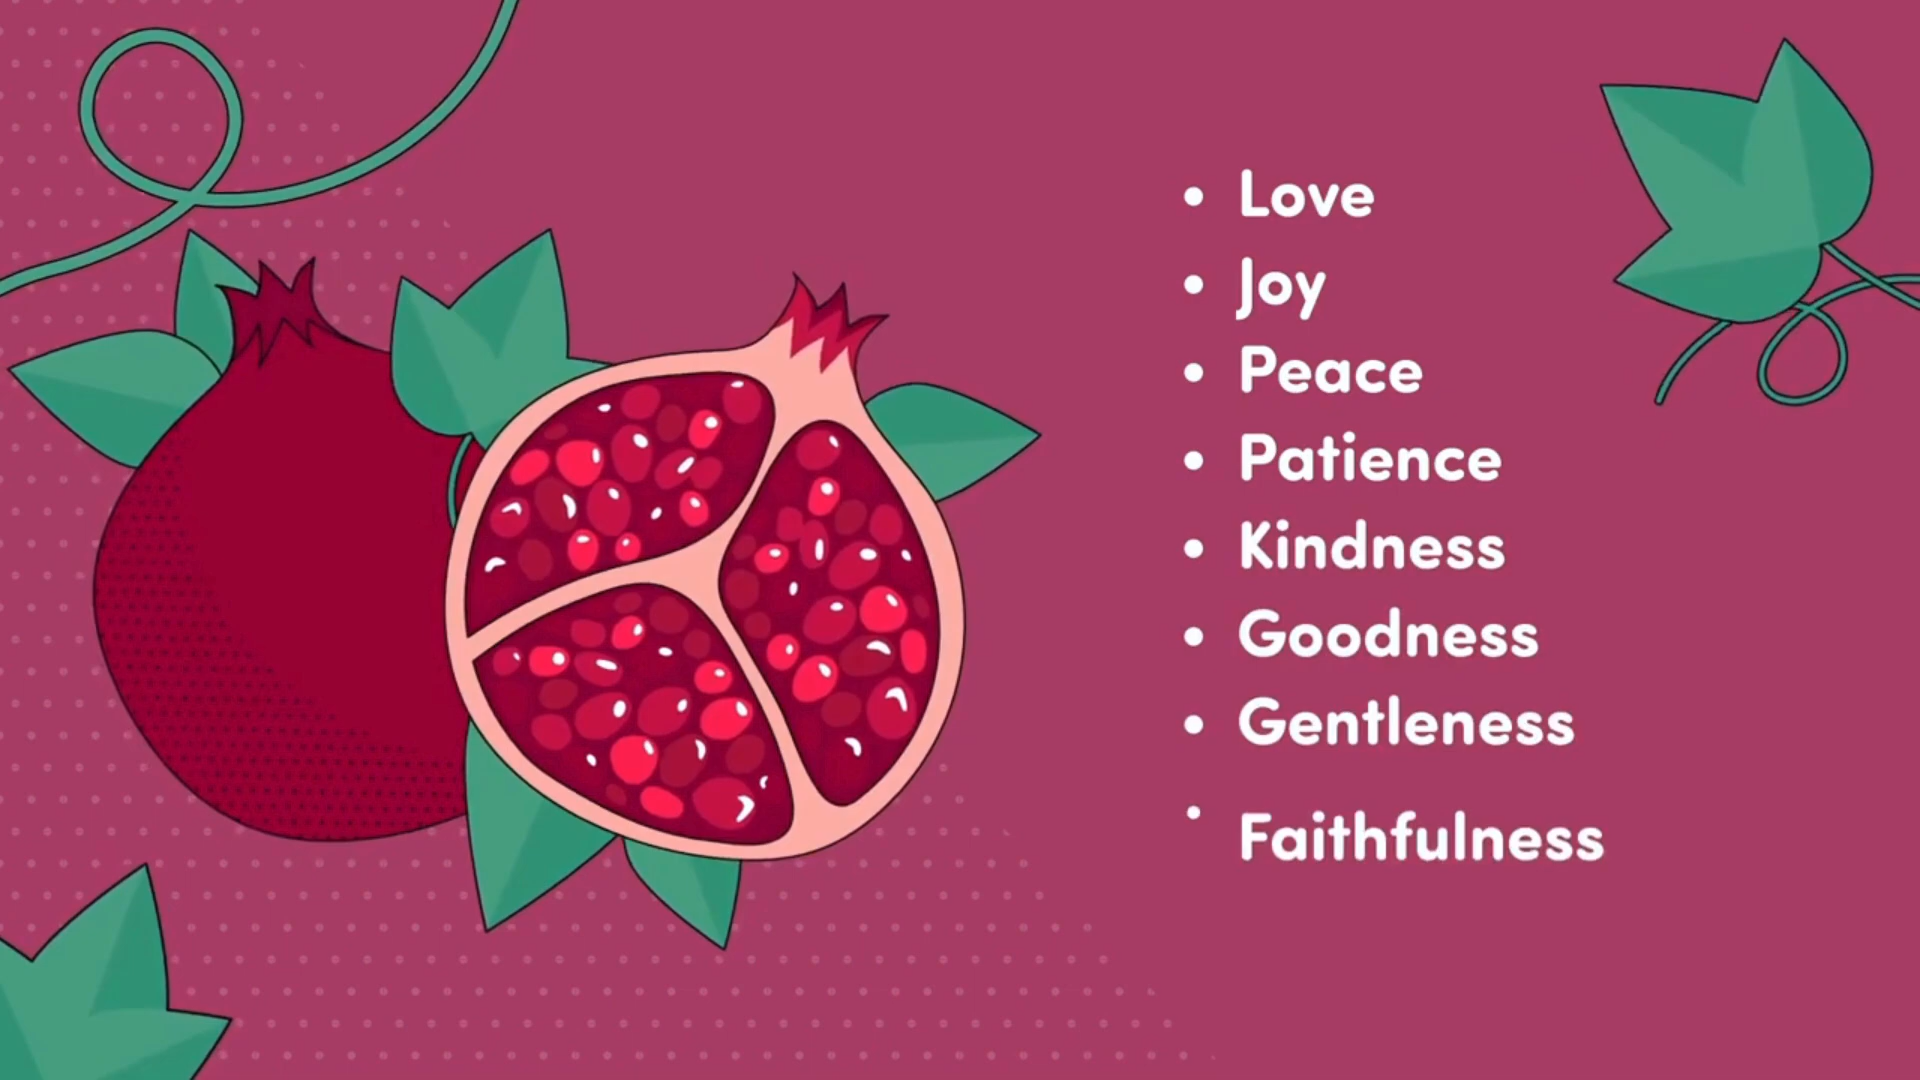 • Love
• Joy
• Peace
• Patience
• Kindness
• Goodness
• Gentleness
• Faithfulness